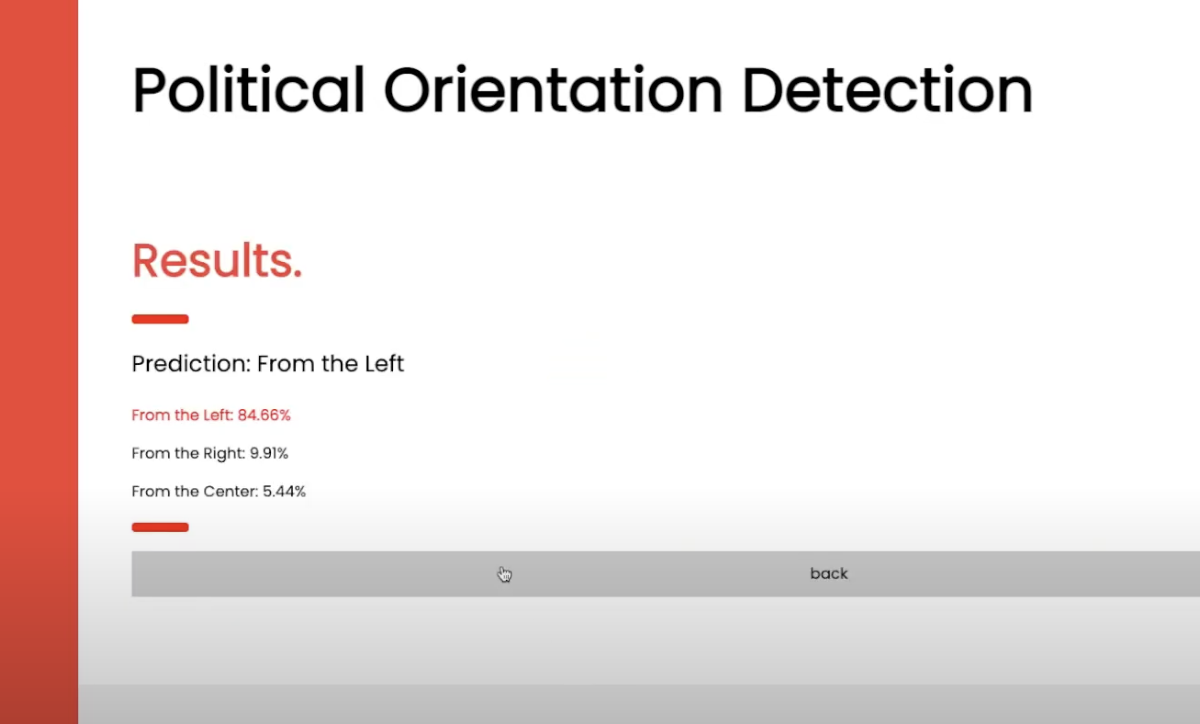 Political Orientation Detection
Results.
Prediction: From the Left
From the Left: 84.66%
From the Right: 9.91%
From the Center: 5.44%
back